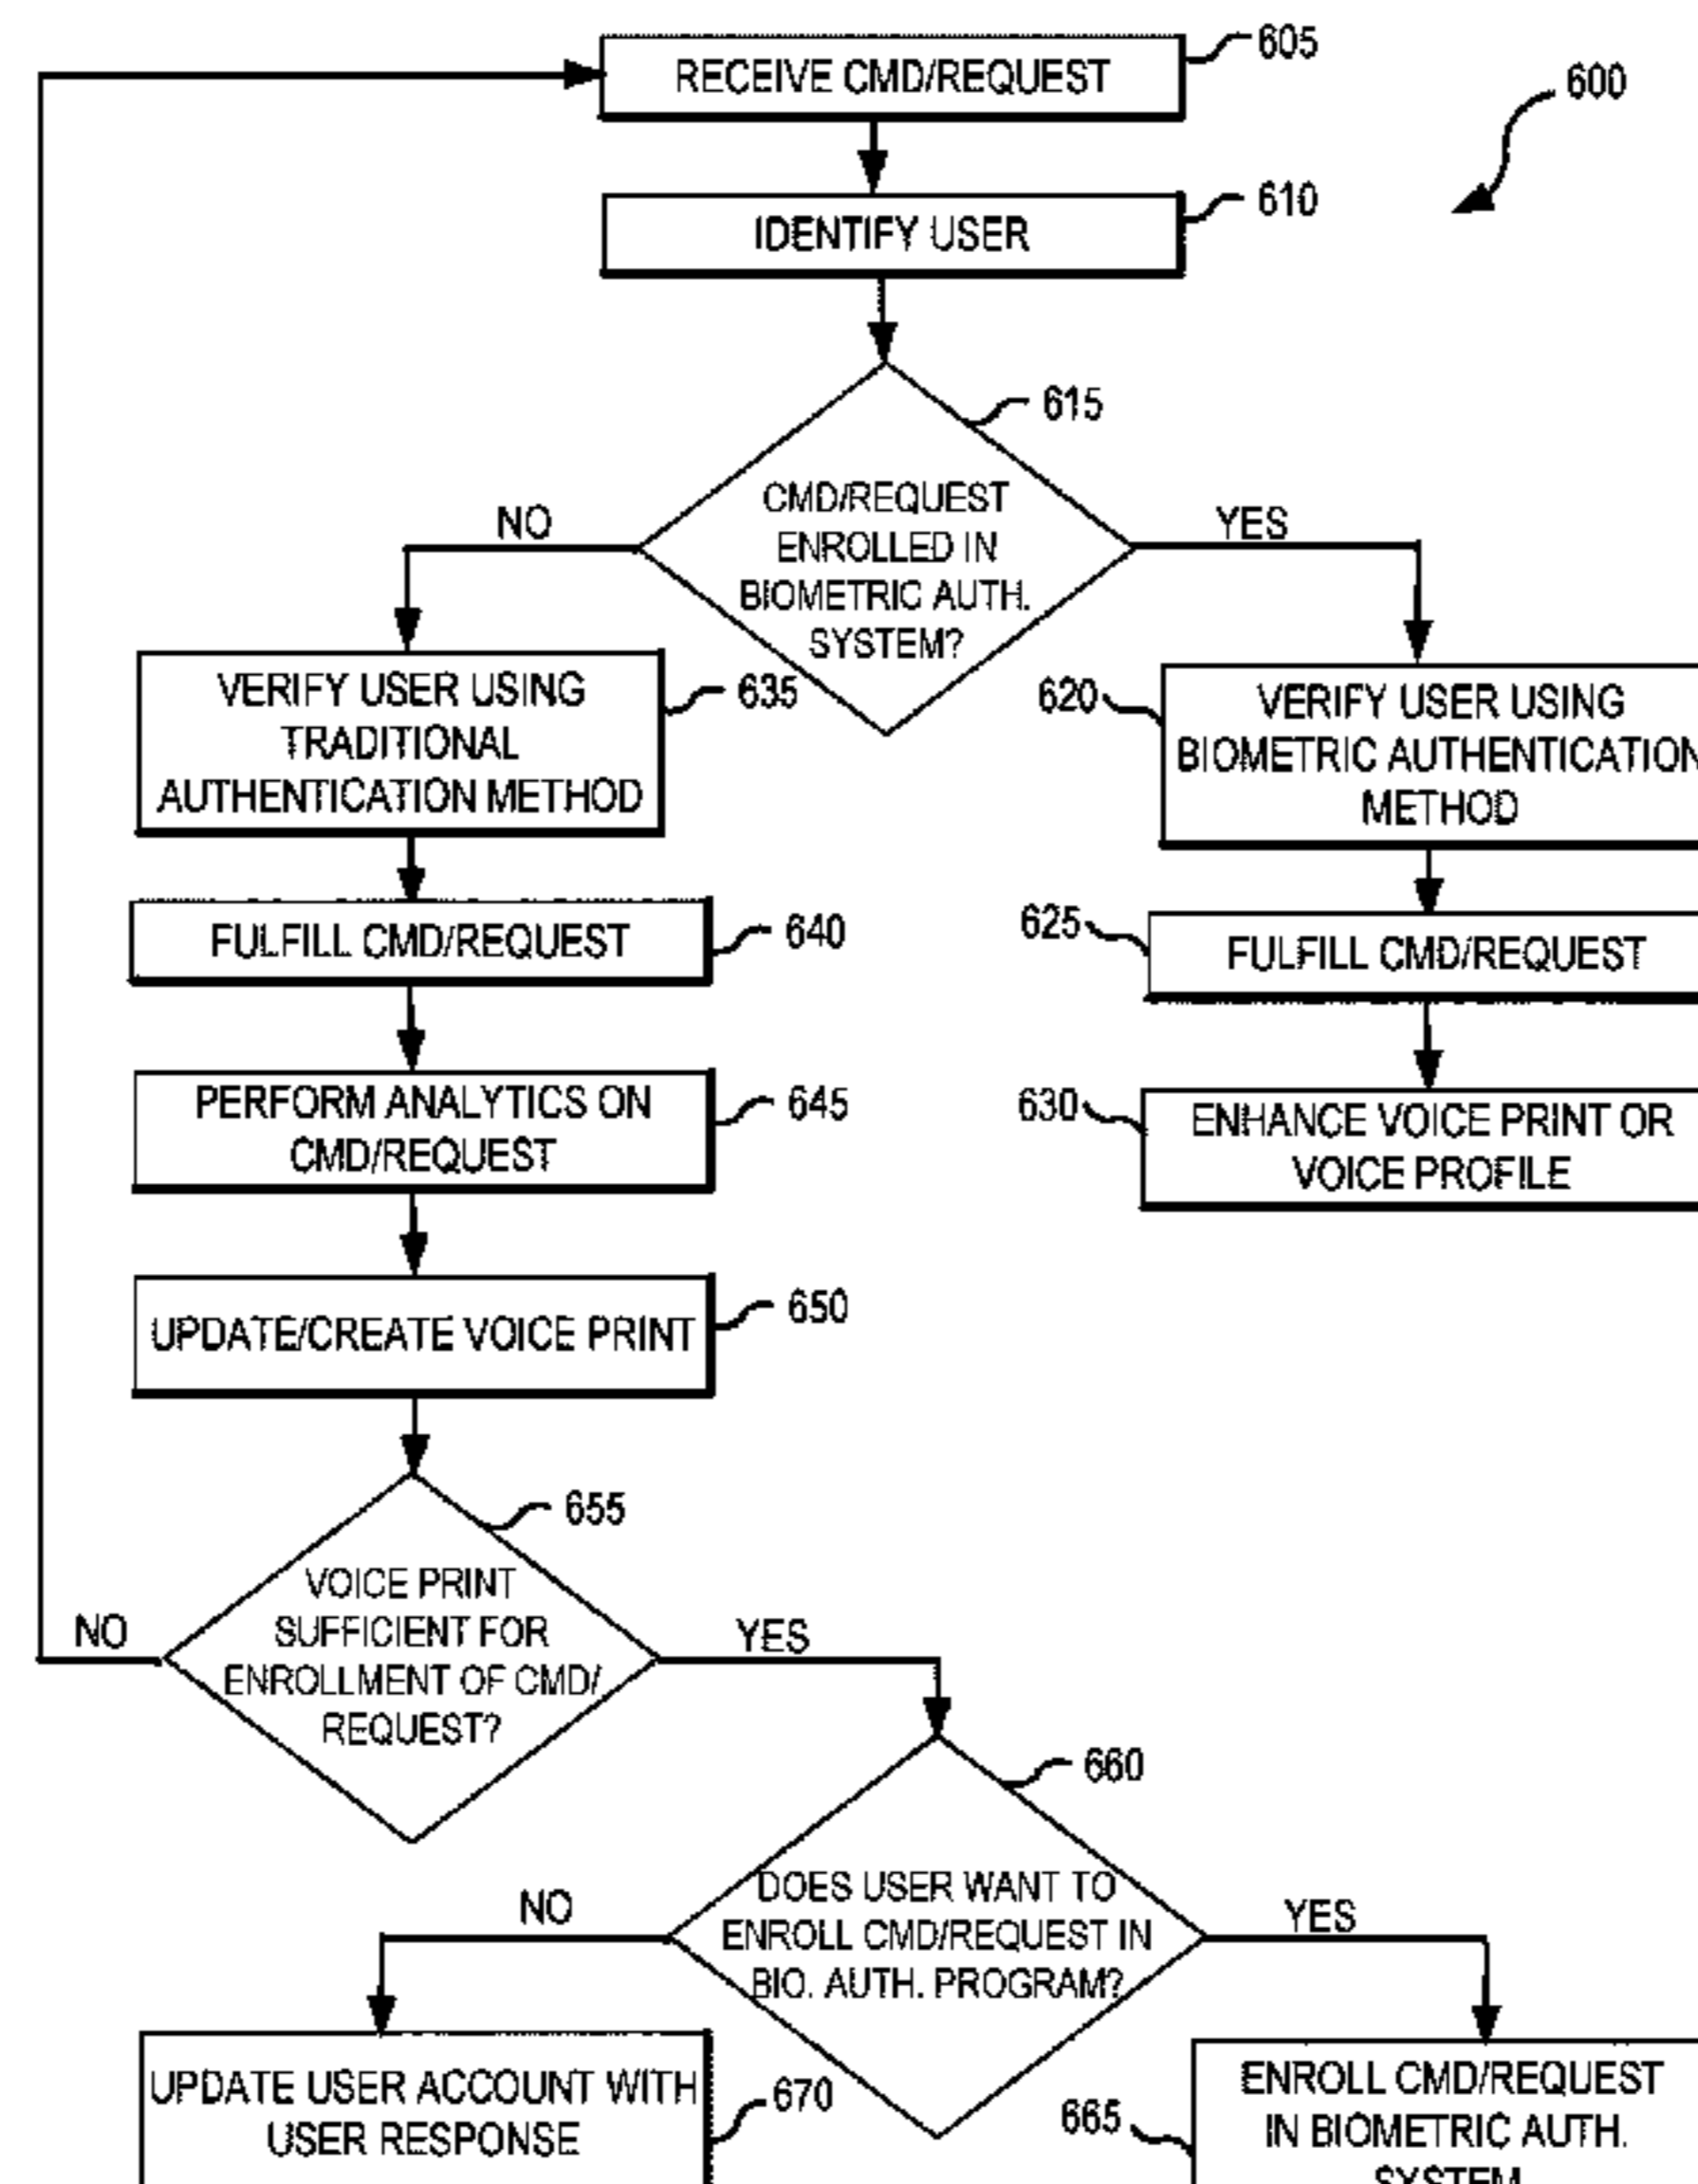 605
RECEIVE CMD/REQUEST
600
610
IDENTIFY USER
615
CMD/REQUEST
ENROLLED IN
BIOMETRIC AUTH.
SYSTEM?
NO
YES
635
VERIFY USER USING
TRADITIONAL
AUTHENTICATION METHOD
620
VERIFY USER USING
BIOMETRIC AUTHENTICATION
METHOD
640
FULFILL CMD/REQUEST
625
FULFILL CMD/REQUEST
645
PERFORM ANALYTICS ON
CMD/REQUEST
630
ENHANCE VOICE PRINT OR
VOICE PROFILE
650
UPDATE/CREATE VOICE PRINT
655
VOICE PRINT
SUFFICIENT FOR
ENROLLMENT OF CMD/
REQUEST?
NO
YES
660
DOES USER WANT TO
ENROLL CMD/REQUEST IN
BIO. AUTH. PROGRAM?
NO
YES
UPDATE USER ACCOUNT WITH
USER RESPONSE
670
665
ENROLL CMD/REQUEST
IN BIOMETRIC AUTH.
SYSTEM